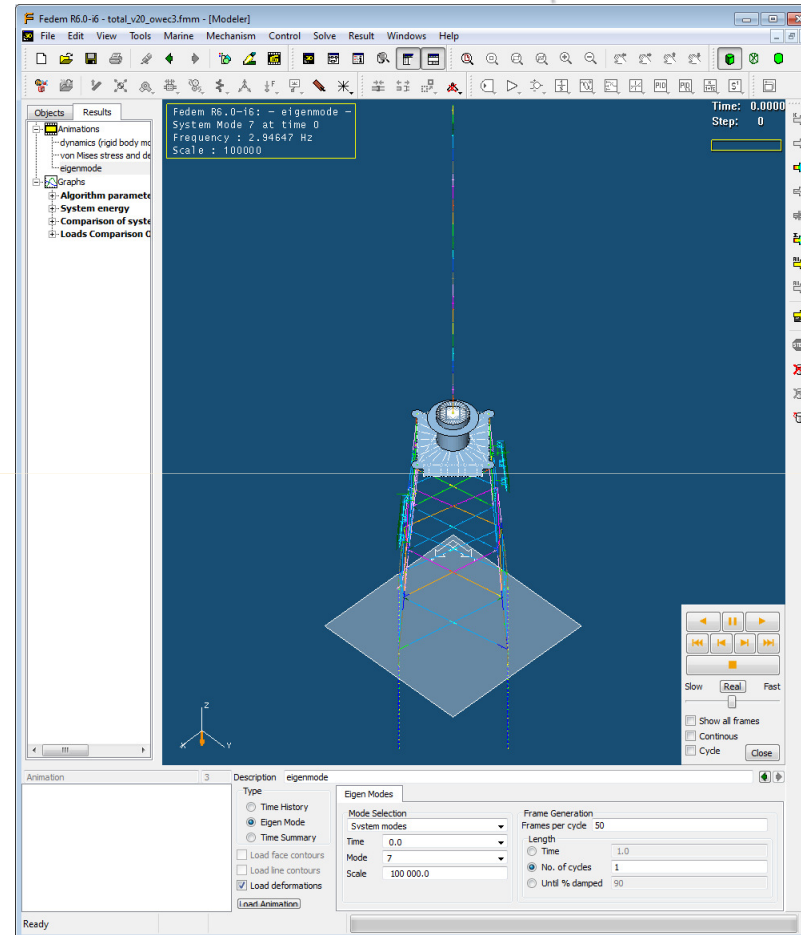 Fedem R6.0-i6 - total_v20_owec3.fmm - [Modeler]
File Edit View Tools Marine Mechanism Control Solve Result Windows Help
PID
Objects Results
Animations
dynamics (rigid body mo
von Mises stress and de
eigenmode
Graphs
Algorithm paramete
System energy
Comparison of syste
Loads Comparison O
Fedem R6.0-i6: - eigenmode -
System Mode 7 at time 0
Frequency : 2.94647 Hz
Scale : 100000
Time: 0.0000
Step: 0
Z
X
Y
Slow Real Fast
Show all frames
Continous
Cycle Close
Animation 3 Description eigenmode
Type
Time History
Eigen Mode
Time Summary
Load face contours
Load line contours
Load deformations
Load Animation
Eigen Modes
Mode Selection
System modes
Time 0.0
Mode 7
Scale 100 000.0
Frame Generation
Frames per cycle 50
Length
Time 1.0
No. of cycles 1
Until % damped 90
Ready